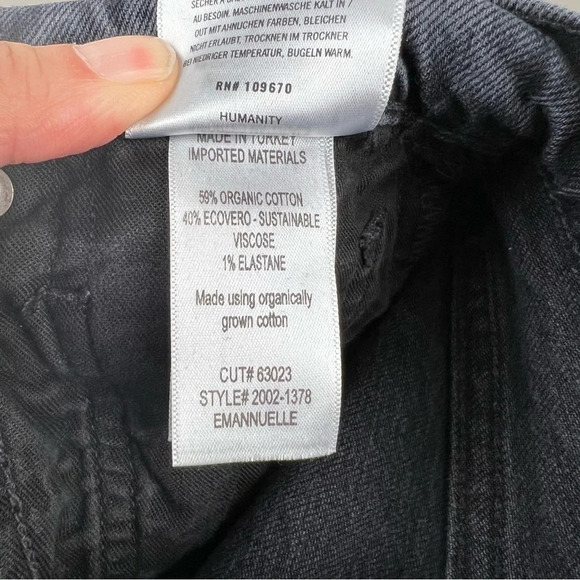 AU BESOIN. MASCHINENWÄSCHE KALT IN 7
OUT MIT ÄHNLICHEN FARBEN, BLEICHEN
NICHT ERLAUBT, TROCKNEN IM TROCKNER
BEI NIEDRIGER TEMPERATUR, BUGELN WARM.
RN# 109670
HUMANITY
MADE IN TURKEY
IMPORTED MATERIALS
59% ORGANIC COTTON
40% ECOVERO - SUSTAINABLE
VISCOSE
1% ELASTANE
Made using organically
grown cotton
CUT# 63023
STYLE# 2002-1378
EMANNUELLE